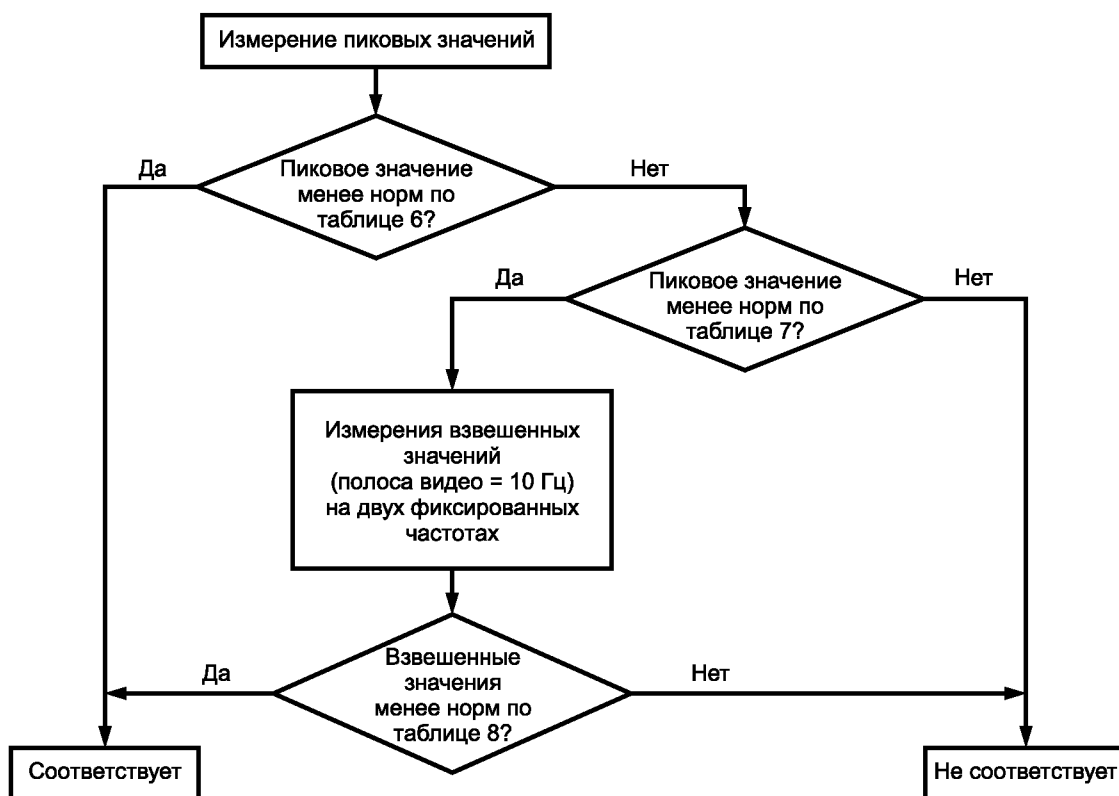 Измерение пиковых значений
Да
Пиковое значение
менее норм по
таблице 6?
Нет
Да
Пиковое значение
менее норм по
таблице 7?
Нет
Измерения взвешенных
значений
(полоса видео = 10 Гц)
на двух фиксированных
частотах
Да
Взвешенные
значения
менее норм по
таблице 8?
Нет
Соответствует
Не соответствует